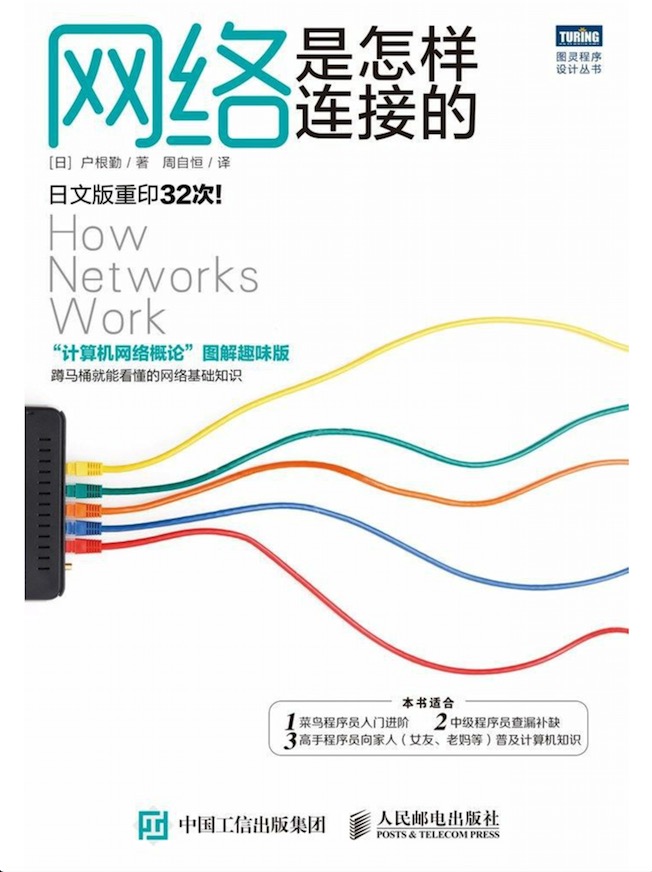 网络是怎样
连接的
TURING
图灵程序
设计丛书
[日] 户根勤 / 著 周自恒 / 译
日文版重印32次!
How
Networks
Work
“计算机网络概论”图解趣味版
蹲马桶就能看懂的网络基础知识
本书适合
1 菜鸟程序员入门进阶 2 中级程序员查漏补缺
3 高手程序员向家人（女友、老妈等）普及计算机知识
中国工信出版集团
人民邮电出版社
POSTS & TELECOM PRESS